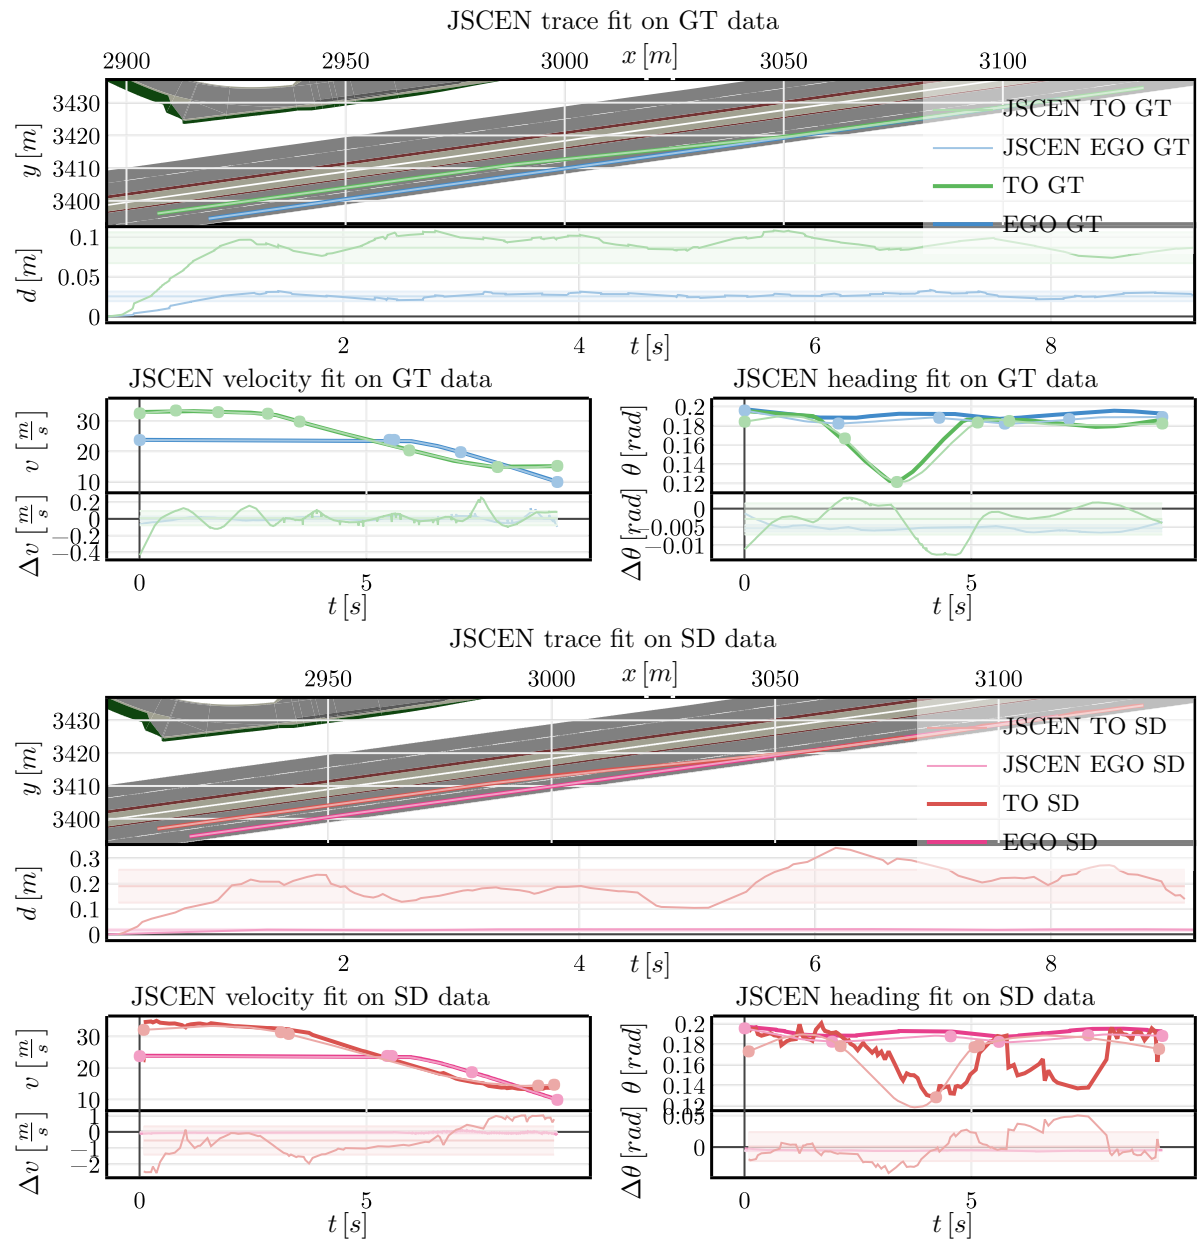 JSCEN trace fit on GT data
2900 2950 3000 x [m] 3050 3100
3430
3420
3410
3400
y [m]
JSCEN TO GT
JSCEN EGO GT
TO GT
EGO GT
0.1
0.05
0
d [m]
2 4 t [s] 6 8
JSCEN velocity fit on GT data
30
20
10
v [m/s]
0.2
0
−0.2
−0.4
Δv [m/s]
0 5
t [s]
JSCEN heading fit on GT data
0.2
0.18
0.16
0.14
0.12
θ [rad]
0
−0.005
−0.01
Δθ [rad]
0 5
t [s]
JSCEN trace fit on SD data
2950 3000 x [m] 3050 3100
3430
3420
3410
3400
y [m]
JSCEN TO SD
JSCEN EGO SD
TO SD
EGO SD
0.3
0.2
0.1
0
d [m]
2 4 t [s] 6 8
JSCEN velocity fit on SD data
30
20
10
v [m/s]
1
0
−1
−2
Δv [m/s]
0 5
t [s]
JSCEN heading fit on SD data
0.2
0.18
0.16
0.14
0.12
θ [rad]
0.05
0
Δθ [rad]
0 5
t [s]